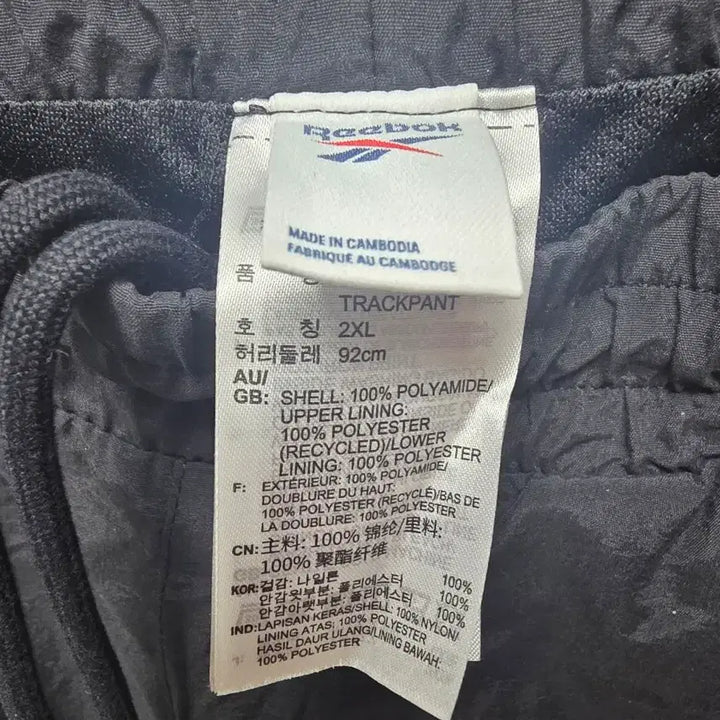 Reebok
MADE IN CAMBODIA
FABRIQUÉ AU CAMBODGE
품
TRACKPANT
호 칭 2XL
허리둘레 92cm
AU/
GB: SHELL: 100% POLYAMIDE/
UPPER LINING:
100% POLYESTER
(RECYCLED)/LOWER
LINING: 100% POLYESTER
F: EXTÉRIEUR: 100% POLYAMIDE/
DOUBLURE DU HAUT:
100% POLYESTER (RECYCLÉ)/BAS DE
LA DOUBLURE: 100% POLYESTER
CN: 主料: 100% 锦纶/里料:
100% 聚酯纤维
KOR: 겉감: 나일론 100%
안감윗부분: 폴리에스터 100%
안감아랫부분: 폴리에스터 100%
IND: LAPISAN KERAS/SHELL: 100% NYLON/
LINING ATAS: 100% POLYESTER
HASIL DAUR ULANG/LINING BAWAH:
100% POLYESTER